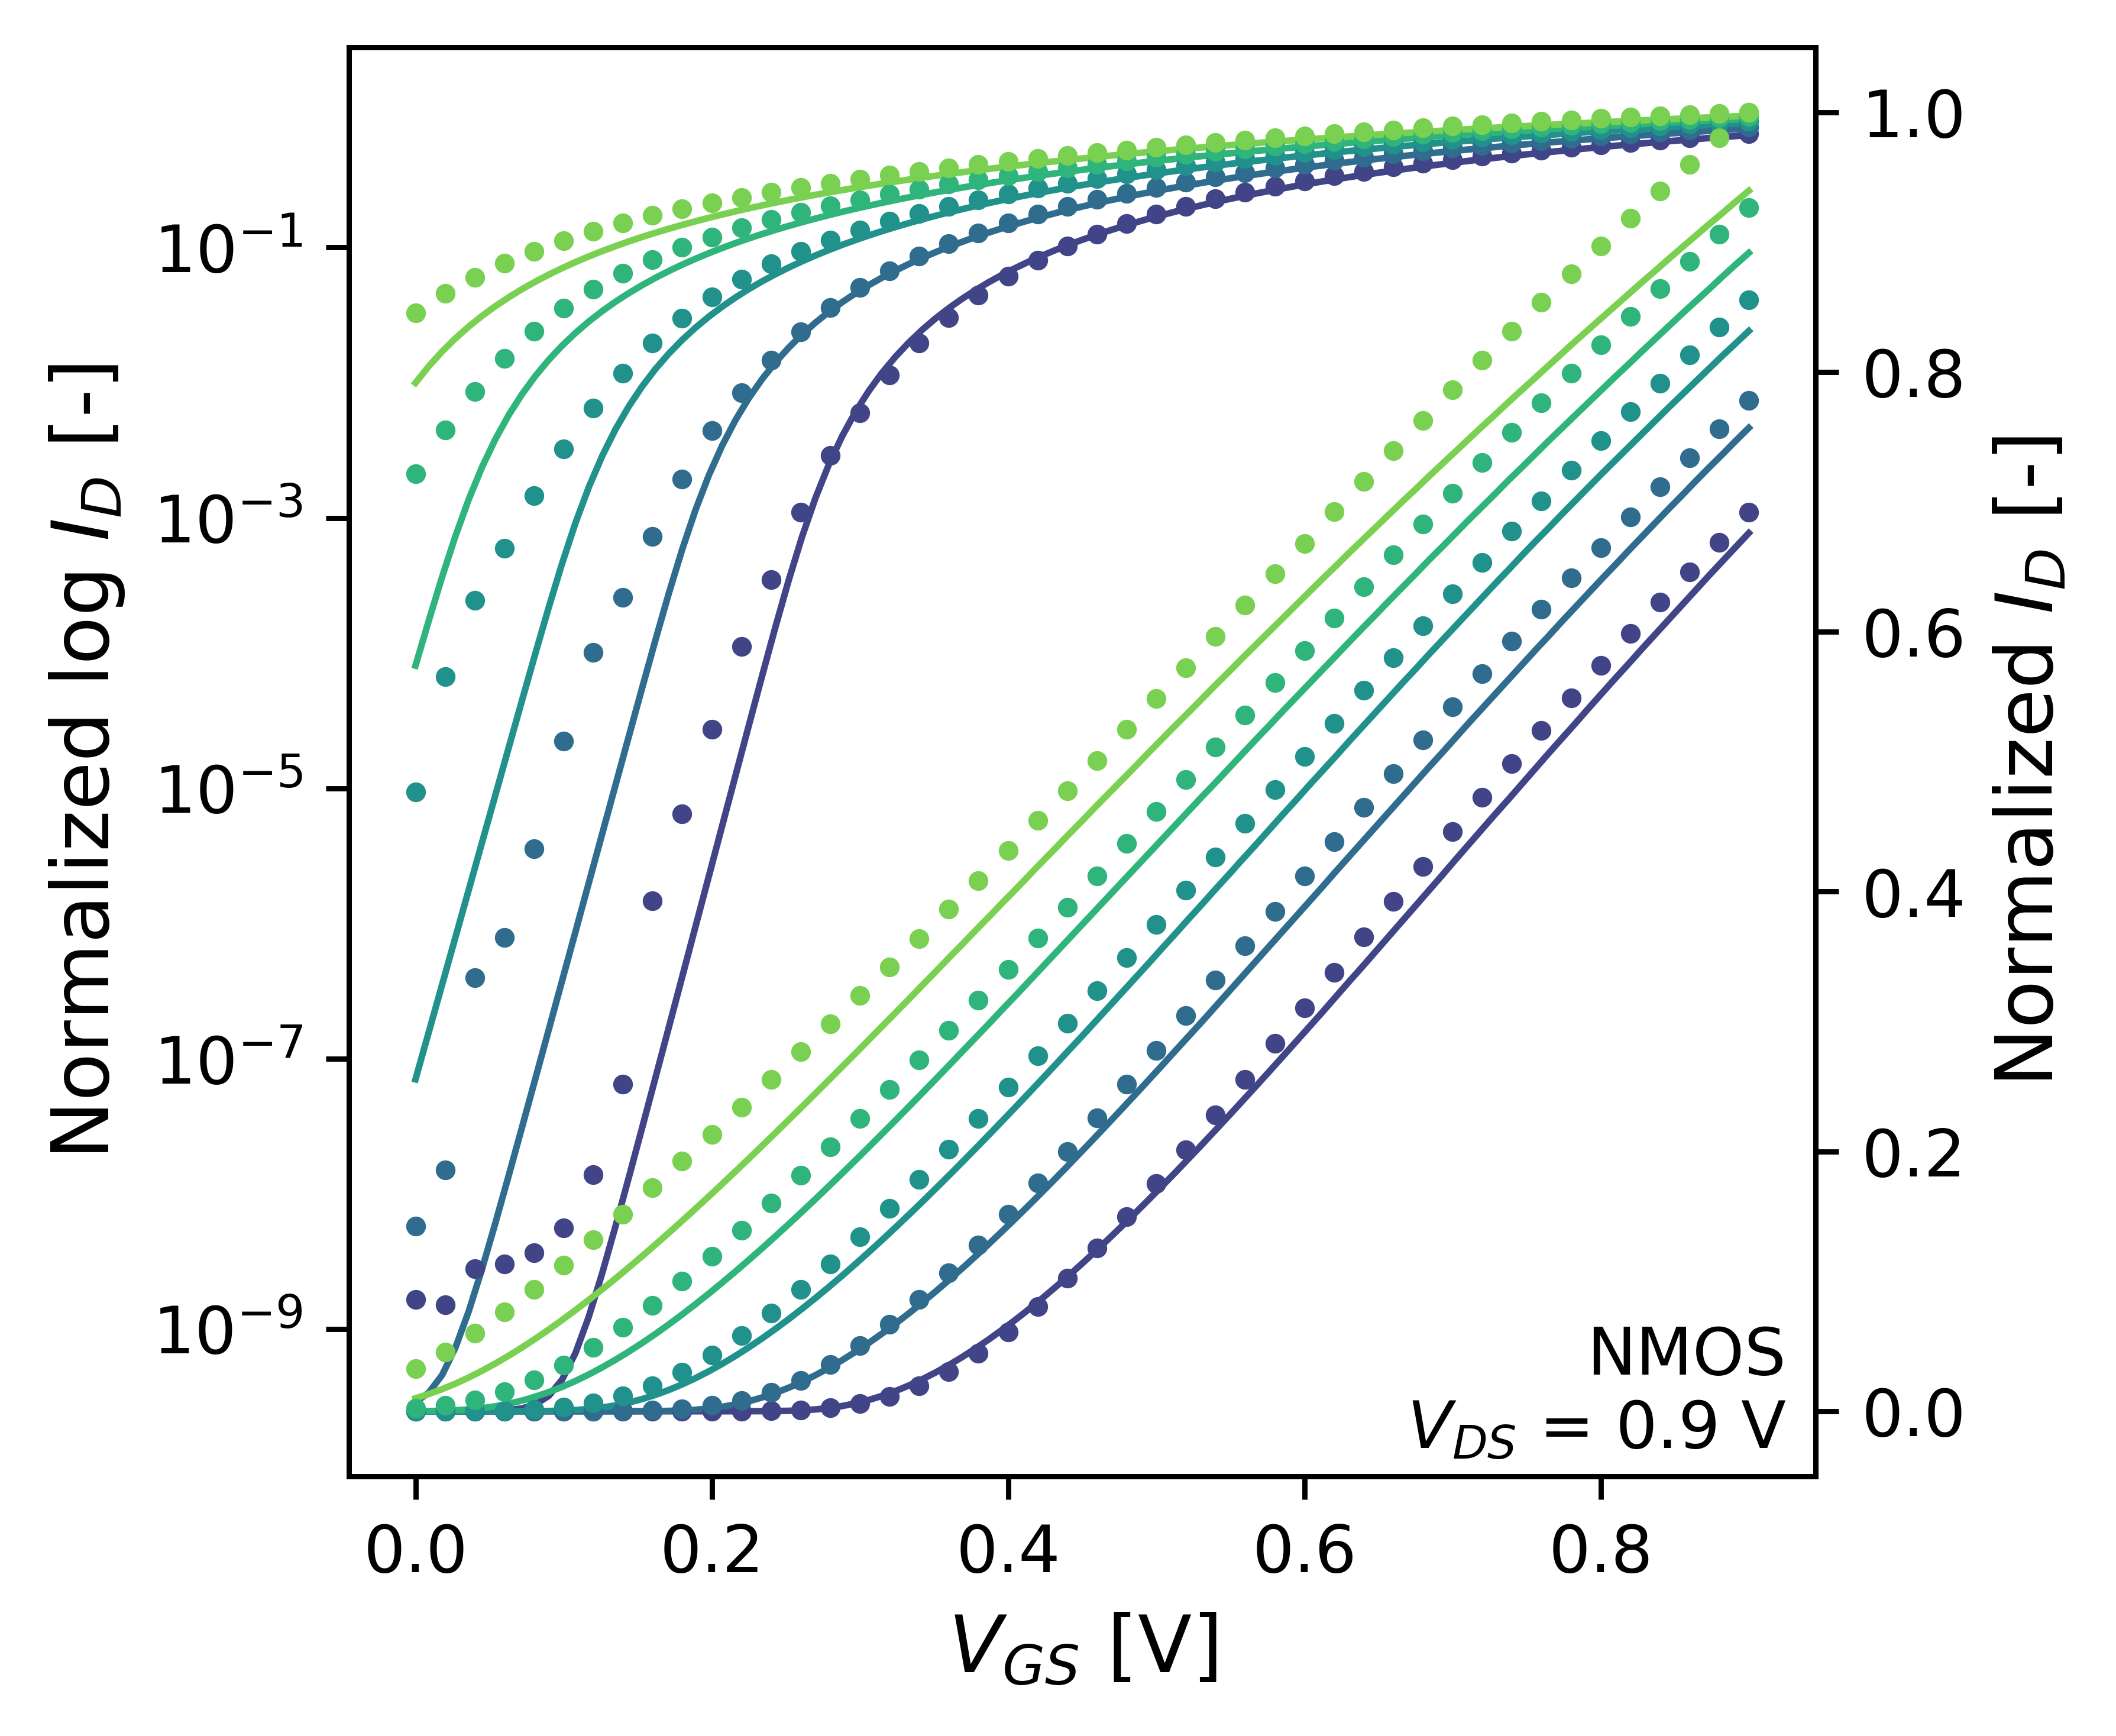 Normalized log I_D [-]
10⁻¹
10⁻³
10⁻⁵
10⁻⁷
10⁻⁹
1.0
0.8
0.6
0.4
0.2
0.0
Normalized I_D [-]
NMOS
V_DS = 0.9 V
0.0 0.2 0.4 0.6 0.8
V_GS [V]